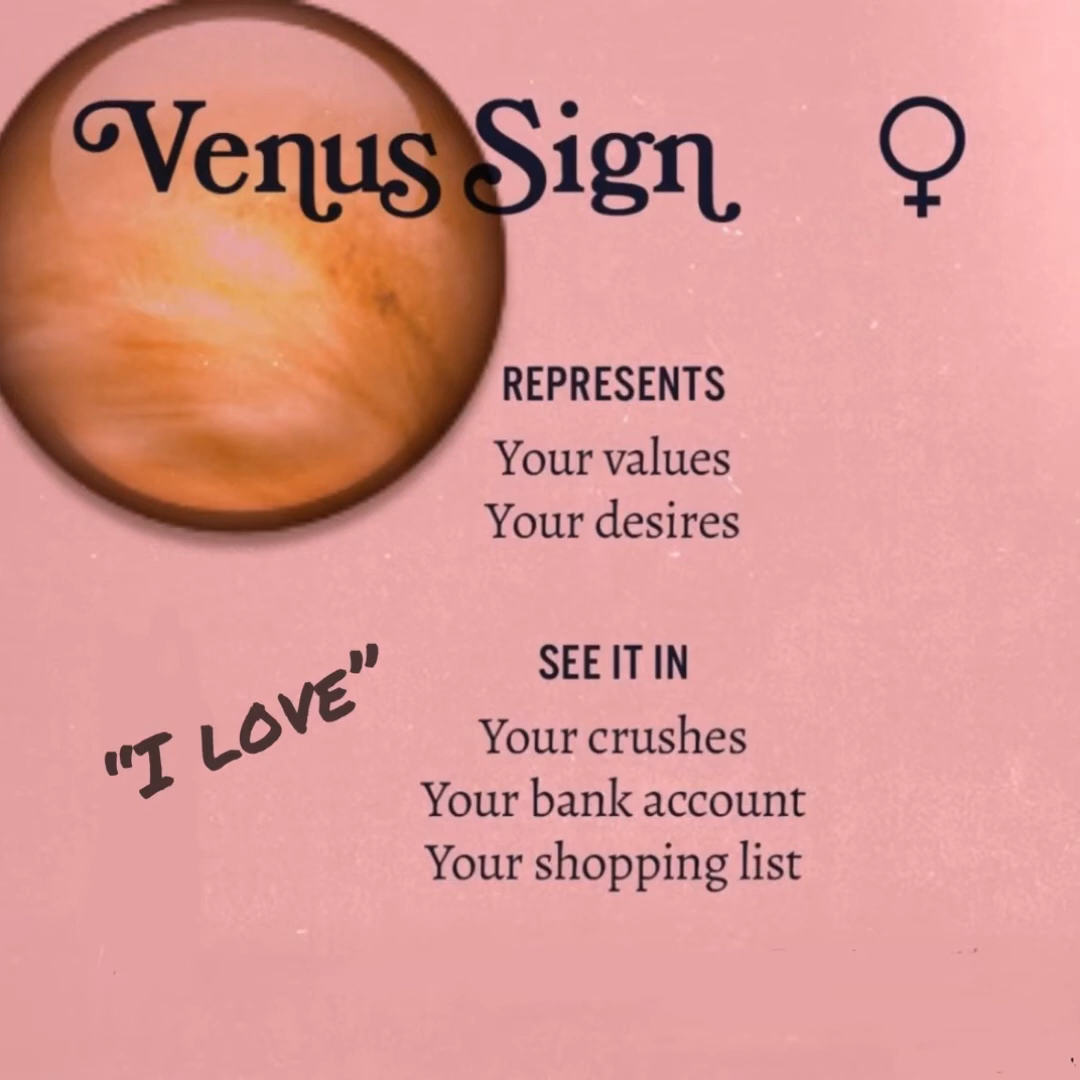 Venus Sign ♀
REPRESENTS
Your values
Your desires
"I LOVE"
SEE IT IN
Your crushes
Your bank account
Your shopping list